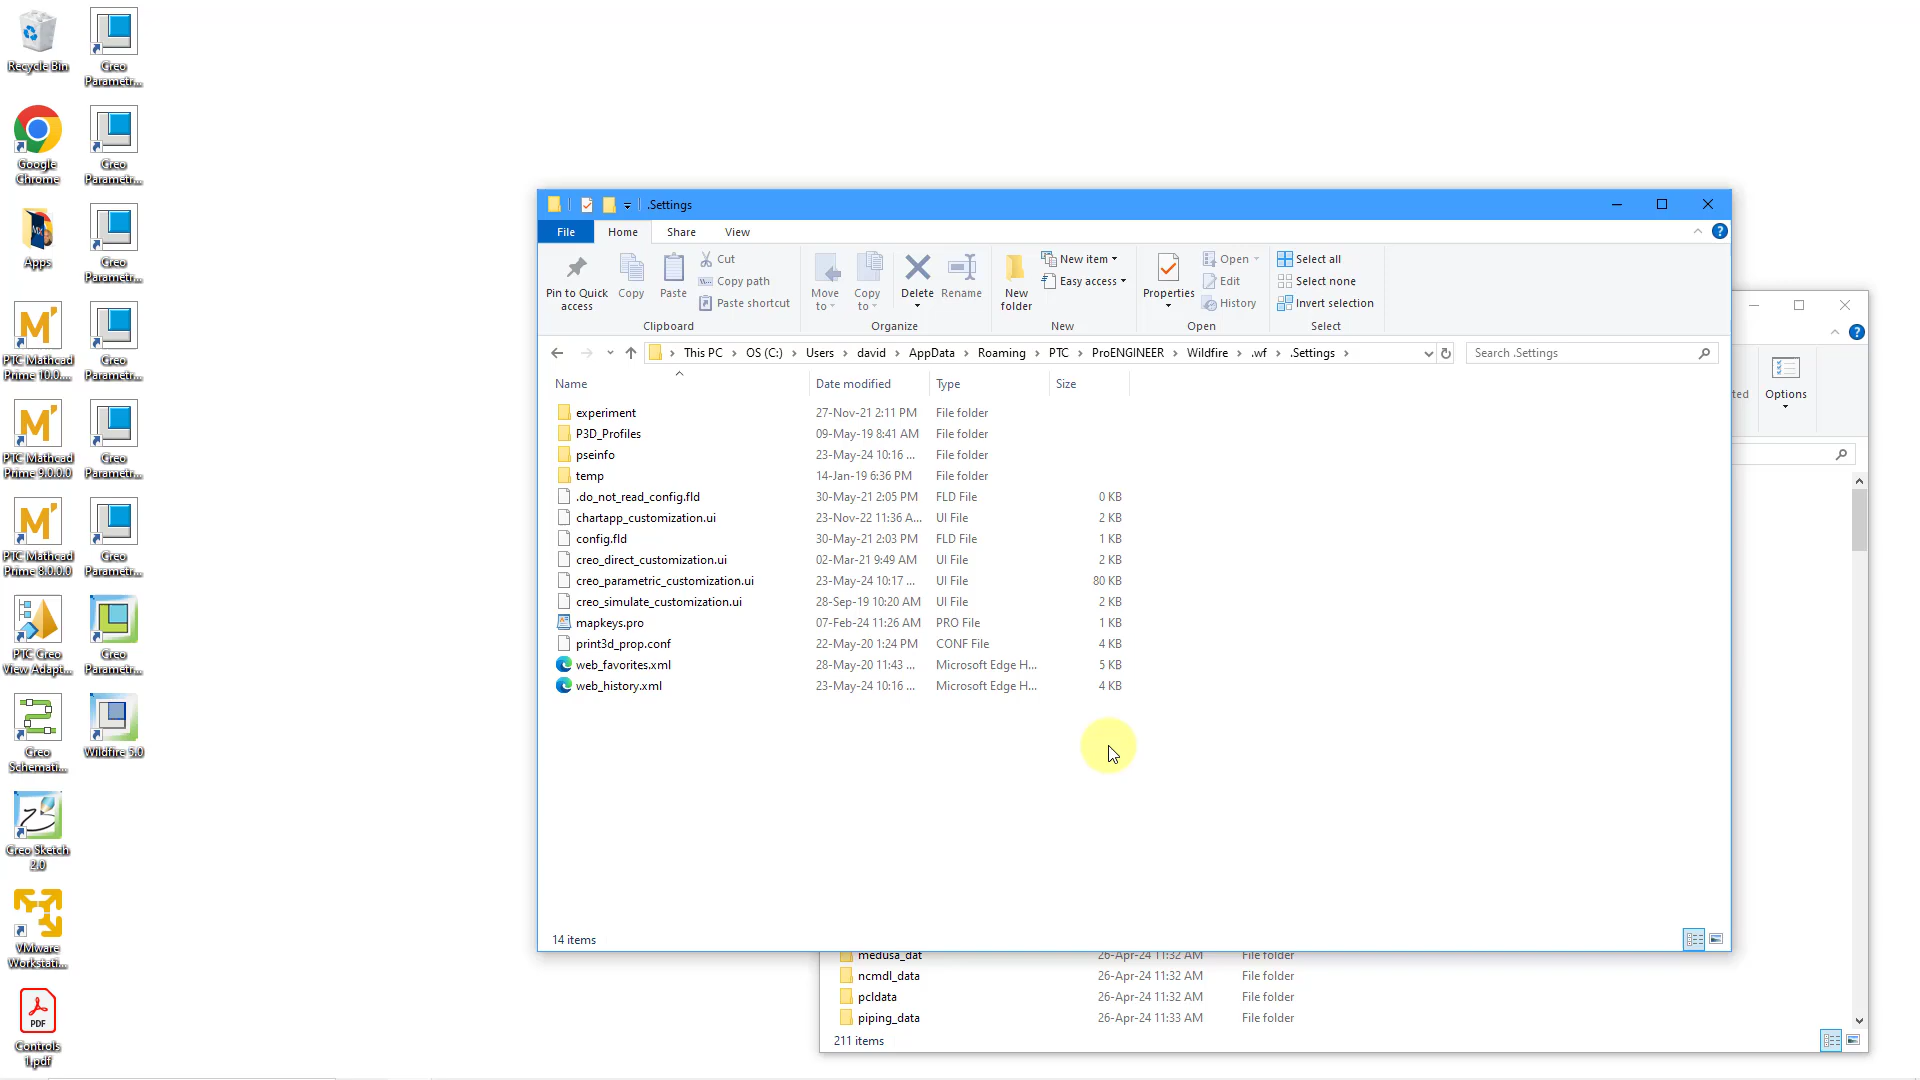 Recycle Bin
Creo
Parametr...
Google
Chrome
Creo
Parametr...
Apps
Creo
Parametr...
PTC Mathcad
Prime 10.0....
Creo
Parametr...
PTC Mathcad
Prime 9.0.0.0
Creo
Parametr...
PTC Mathcad
Prime 8.0.0.0
Creo
Parametr...
PTC Creo
View Adapt...
Creo
Parametr...
Creo
Schemati...
Wildfire 5.0
Creo Sketch
2.0
VMware
Workstati...
PDF
Controls
1.pdf
.Settings
File Home Share View
Pin to Quick
access
Copy
Paste
Cut
Copy path
Paste shortcut
Clipboard
Move
to
Copy
to
Delete
Rename
Organize
New
folder
New item
Easy access
New
Properties
Open
Edit
History
Open
Select all
Select none
Invert selection
Select
This PC > OS (C:) > Users > david > AppData > Roaming > PTC > ProENGINEER > Wildfire > .wf > .Settings >
Search .Settings
Name Date modified Type Size
experiment 27-Nov-21 2:11 PM File folder
P3D_Profiles 09-May-19 8:41 AM File folder
pseinfo 23-May-24 10:16 ... File folder
temp 14-Jan-19 6:36 PM File folder
.do_not_read_config.fld 30-May-21 2:05 PM FLD File 0 KB
chartapp_customization.ui 23-Nov-22 11:36 A... UI File 2 KB
config.fld 30-May-21 2:03 PM FLD File 1 KB
creo_direct_customization.ui 02-Mar-21 9:49 AM UI File 2 KB
creo_parametric_customization.ui 23-May-24 10:17 ... UI File 80 KB
creo_simulate_customization.ui 28-Sep-19 10:20 AM UI File 2 KB
mapkeys.pro 07-Feb-24 11:26 AM PRO File 1 KB
print3d_prop.conf 22-May-20 1:24 PM CONF File 4 KB
web_favorites.xml 28-May-20 11:43 ... Microsoft Edge H... 5 KB
web_history.xml 23-May-24 10:16 ... Microsoft Edge H... 4 KB
14 items
ted
Options
medusa_dat 26-Apr-24 11:32 AM File folder
ncmdl_data 26-Apr-24 11:32 AM File folder
pcldata 26-Apr-24 11:32 AM File folder
piping_data 26-Apr-24 11:33 AM File folder
211 items